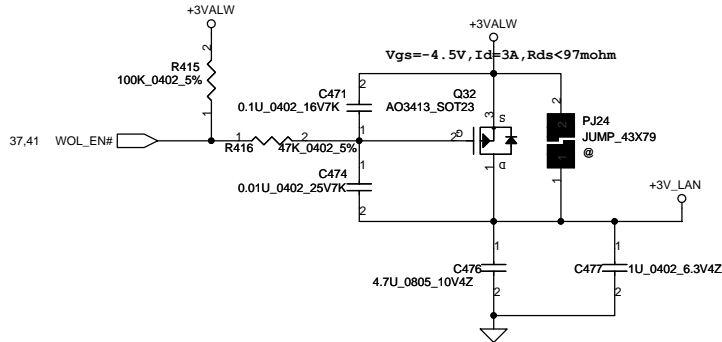 +3VALW
+3VALW
Vgs=-4.5V,Id=3A,Rds<97mohm
2
R415
100K_0402_5%
1
C471
0.1U_0402_16V7K
2
1
Q32
AO3413_SOT23
3
S
2
G
D
1
2
PJ24
JUMP_43X79
@
2
1
1
37,41
WOL_EN#
1
2
R416
47K_0402_5%
1
C474
0.01U_0402_25V7K
2
+3V_LAN
1
C476
4.7U_0805_10V4Z
2
1
C477
1U_0402_6.3V4Z
2